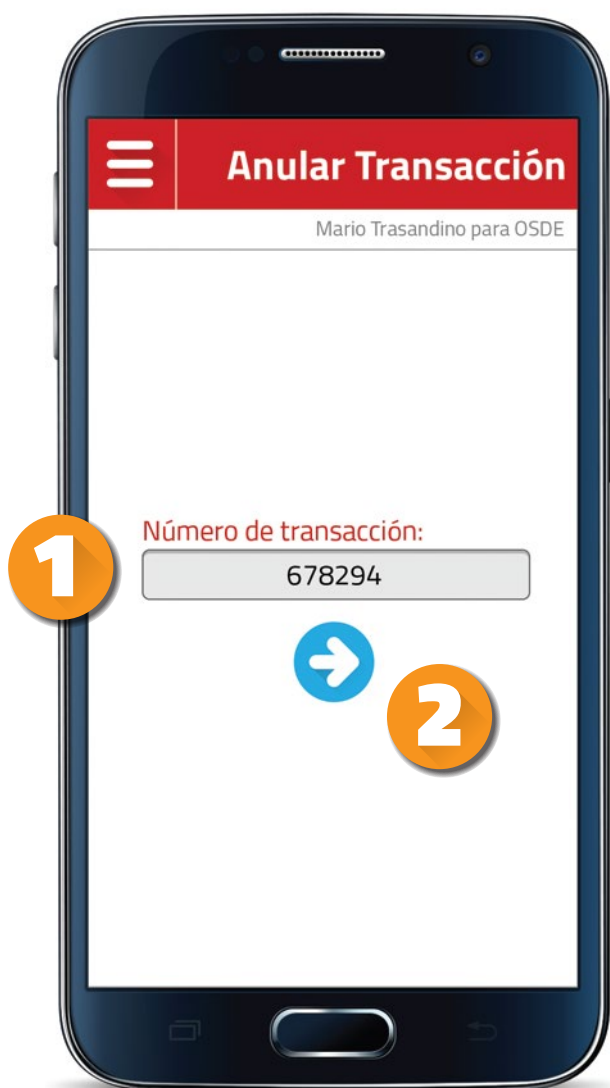 Anular Transacción
Mario Trasandino para OSDE
Número de transacción:
1
678294
2